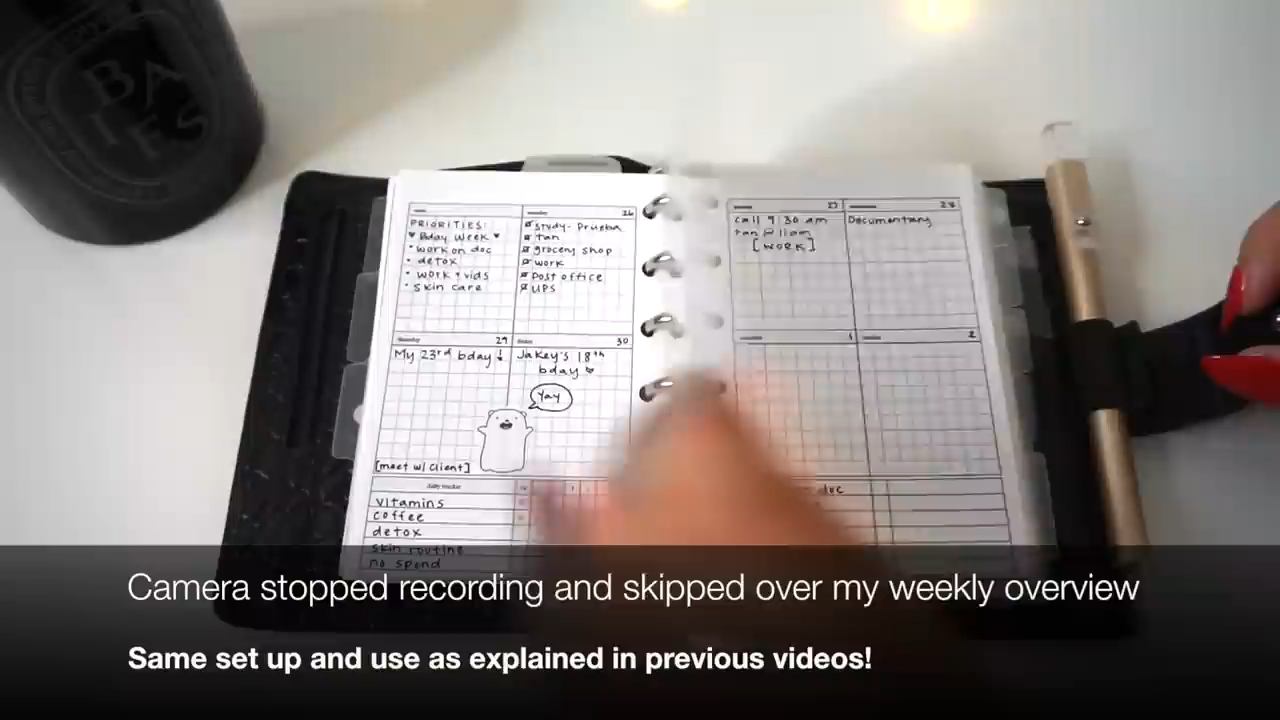 BAIES
PRIORITIES:
♥ Bday Week ♥
• work on doc
• detox
• work + vids
• skin care
26
study - Prueba
tan
grocery shop
work
post office
UPS
27
call 9:30 am
tan @ 11am
[WORK]
28
Documentary
29
My 23rd bday!
[meet w/ client]
30
Jakey's 18th
bday ♥
Yay
1
2
vitamins
coffee
detox
skin routine
no spend
doc
Camera stopped recording and skipped over my weekly overview
Same set up and use as explained in previous videos!